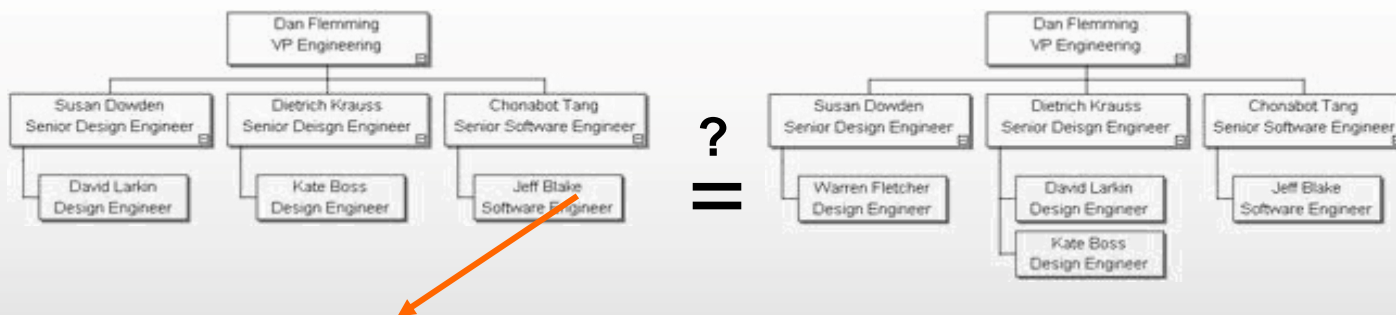 Dan Flemming
VP Engineering
Susan Dowden
Senior Design Engineer
Dietrich Krauss
Senior Deisgn Engineer
Chonabot Tang
Senior Software Engineer
David Larkin
Design Engineer
Kate Boss
Design Engineer
Jeff Blake
Software Engineer
?
=
Dan Flemming
VP Engineering
Susan Dowden
Senior Design Engineer
Dietrich Krauss
Senior Deisgn Engineer
Chonabot Tang
Senior Software Engineer
Warren Fletcher
Design Engineer
David Larkin
Design Engineer
Kate Boss
Design Engineer
Jeff Blake
Software Engineer